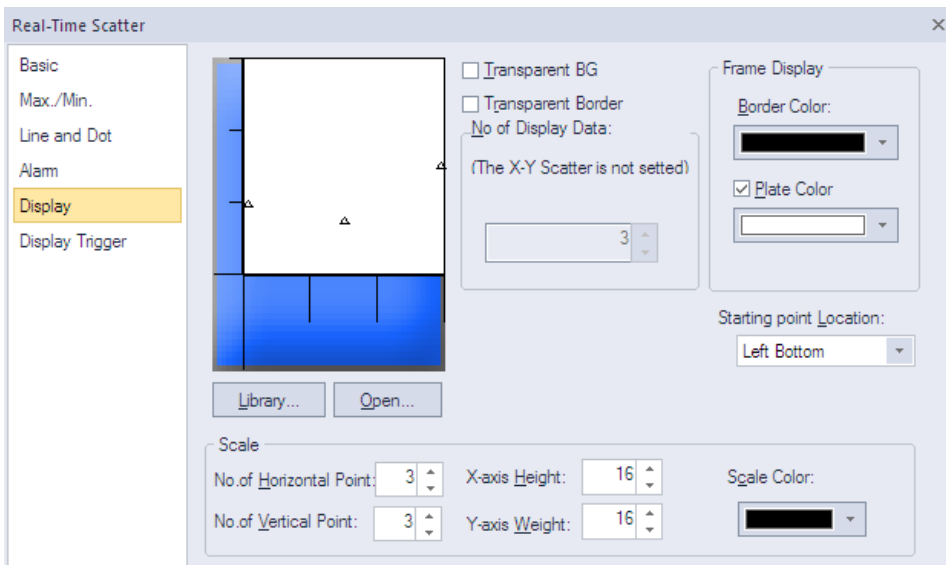 Real-Time Scatter
Basic
Max./Min.
Line and Dot
Alarm
Display
Display Trigger
Transparent BG
Transparent Border
No of Display Data:
(The X-Y Scatter is not setted)
3
Frame Display
Border Color:
Plate Color
Starting point Location:
Left Bottom
Library...
Open...
Scale
No.of Horizontal Point: 3
X-axis Height: 16
Scale Color:
No.of Vertical Point: 3
Y-axis Weight: 16